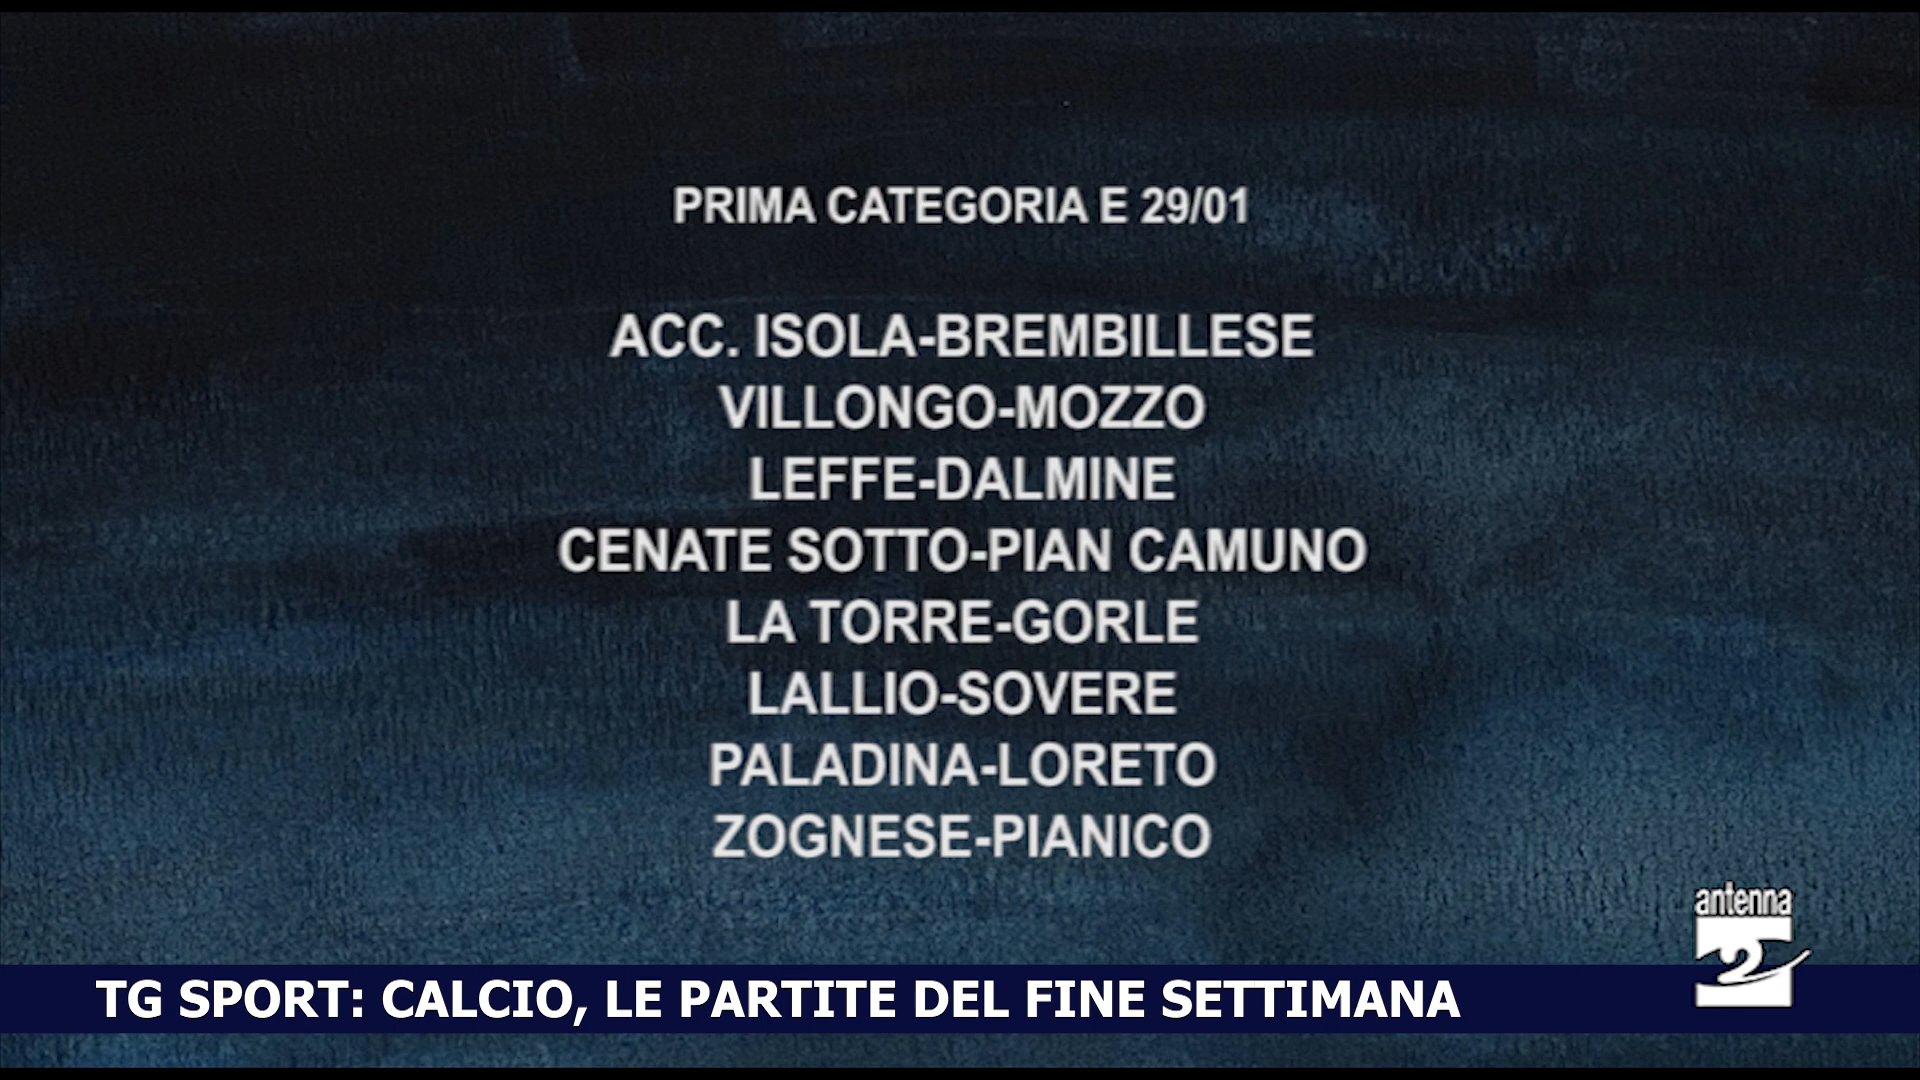 PRIMA CATEGORIA E 29/01
ACC. ISOLA-BREMBILLESE
VILLONGO-MOZZO
LEFFE-DALMINE
CENATE SOTTO-PIAN CAMUNO
LA TORRE-GORLE
LALLIO-SOVERE
PALADINA-LORETO
ZOGNESE-PIANICO
antenna
2
TG SPORT: CALCIO, LE PARTITE DEL FINE SETTIMANA